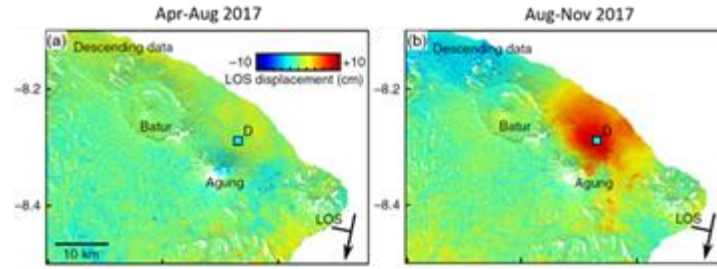 Apr-Aug 2017
Aug-Nov 2017
(a)
Descending data
−10
+10
LOS displacement (cm)
−8.2
D
Batur
Agung
−8.4
LOS
10 km
(b)
Descending data
−8.2
D
Batur
Agung
−8.4
LOS